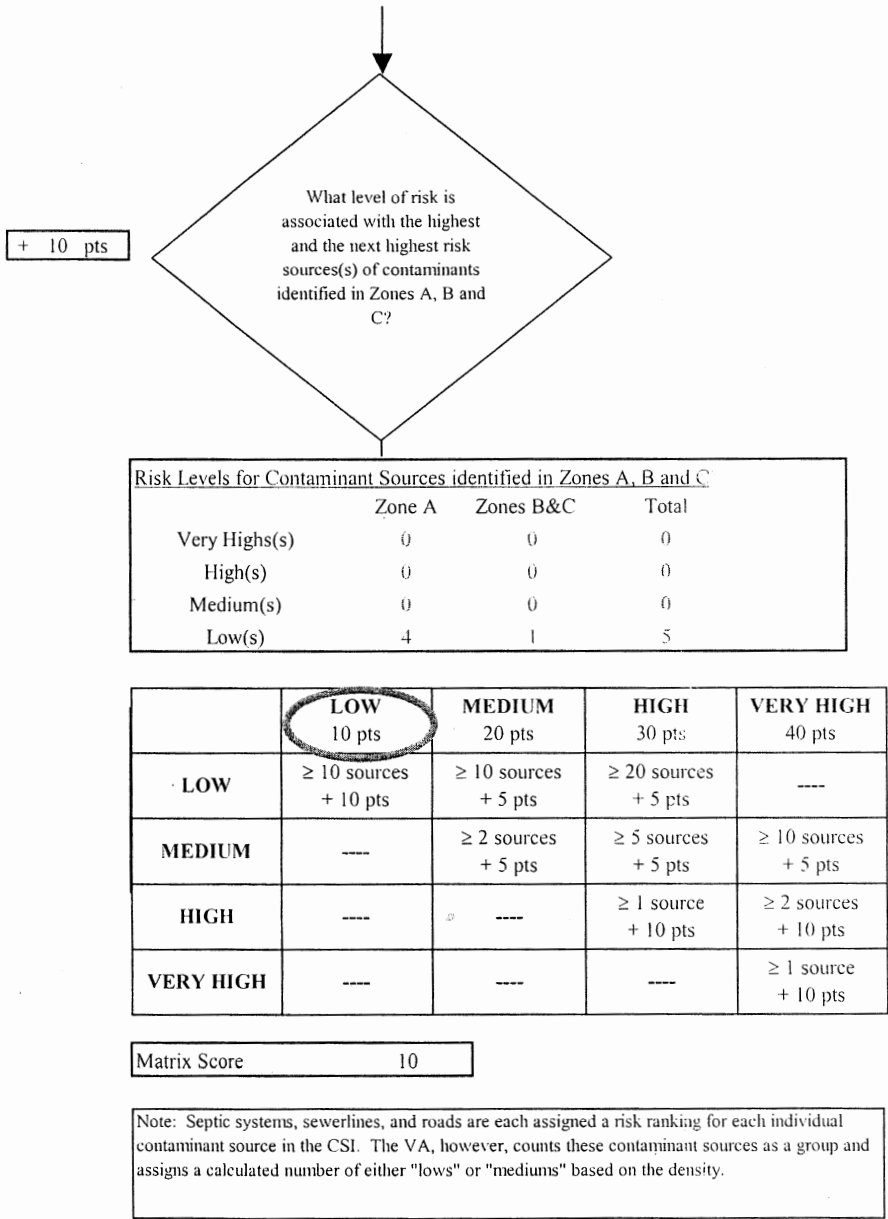 What level of risk is
associated with the highest
and the next highest risk
sources(s) of contaminants
identified in Zones A, B and
C?
+ 10 pts
Risk Levels for Contaminant Sources identified in Zones A, B and C
Zone A Zones B&C Total
Very Highs(s) 0 0 0
High(s) 0 0 0
Medium(s) 0 0 0
Low(s) 4 1 5
LOW MEDIUM HIGH VERY HIGH
10 pts 20 pts 30 pts 40 pts
LOW ≥ 10 sources ≥ 10 sources ≥ 20 sources ----
+ 10 pts + 5 pts + 5 pts
MEDIUM ---- ≥ 2 sources ≥ 5 sources ≥ 10 sources
+ 5 pts + 5 pts + 5 pts
HIGH ---- ---- ≥ 1 source ≥ 2 sources
+ 10 pts + 10 pts
VERY HIGH ---- ---- ---- ≥ 1 source
+ 10 pts
Matrix Score 10
Note: Septic systems, sewerlines, and roads are each assigned a risk ranking for each individual
contaminant source in the CSI. The VA, however, counts these contaminant sources as a group and
assigns a calculated number of either "lows" or "mediums" based on the density.